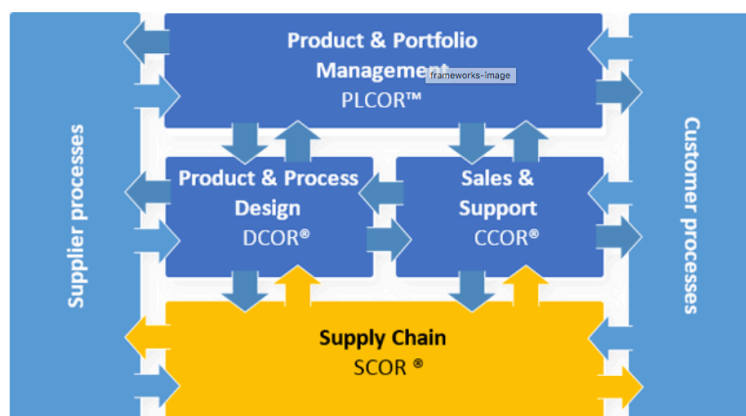 Product & Portfolio
Management
frameworks-image
PLCOR™
Supplier processes
Product & Process
Design
DCOR®
Sales &
Support
CCOR®
Customer processes
Supply Chain
SCOR ®